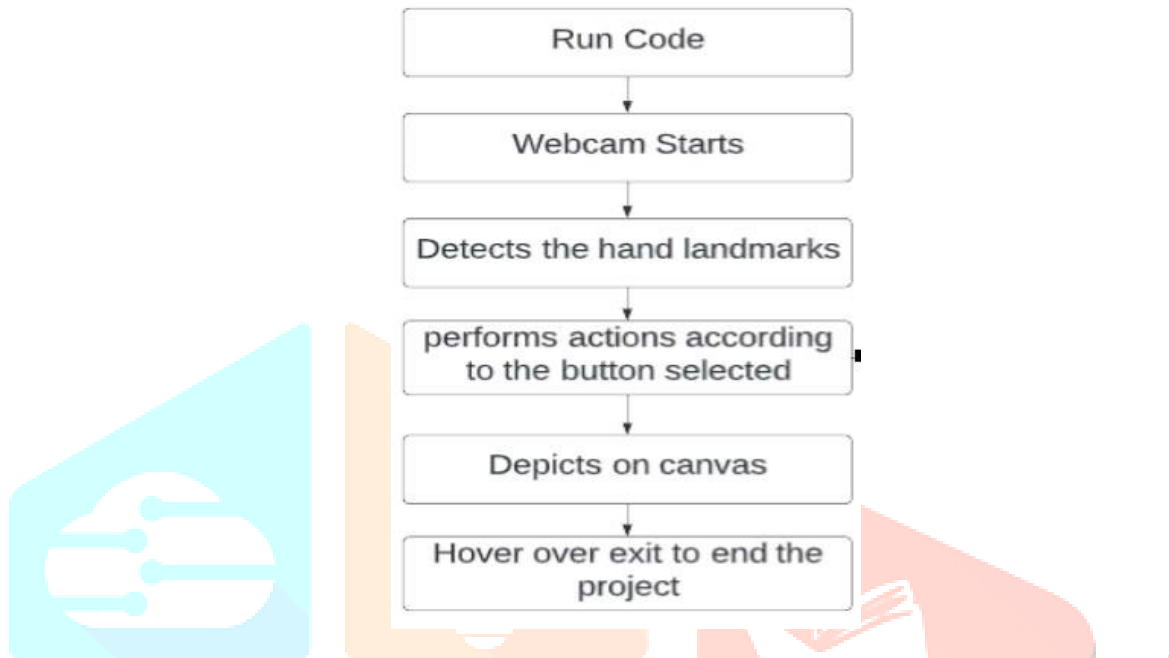 Run Code
Webcam Starts
Detects the hand landmarks
performs actions according
to the button selected
Depicts on canvas
Hover over exit to end the
project